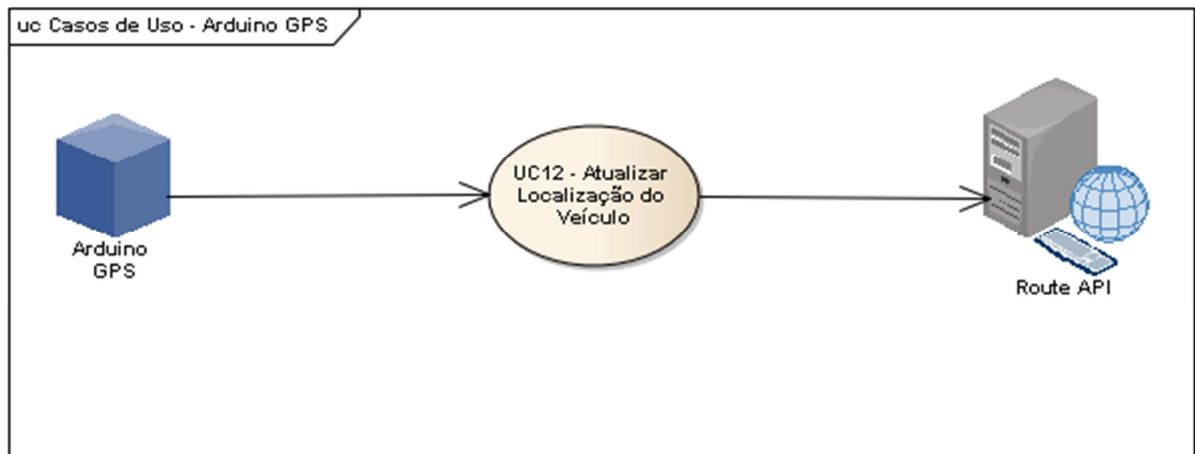 uc Casos de Uso - Arduino GPS
Arduino
GPS
UC12 - Atualizar
Localização do
Veículo
Route API